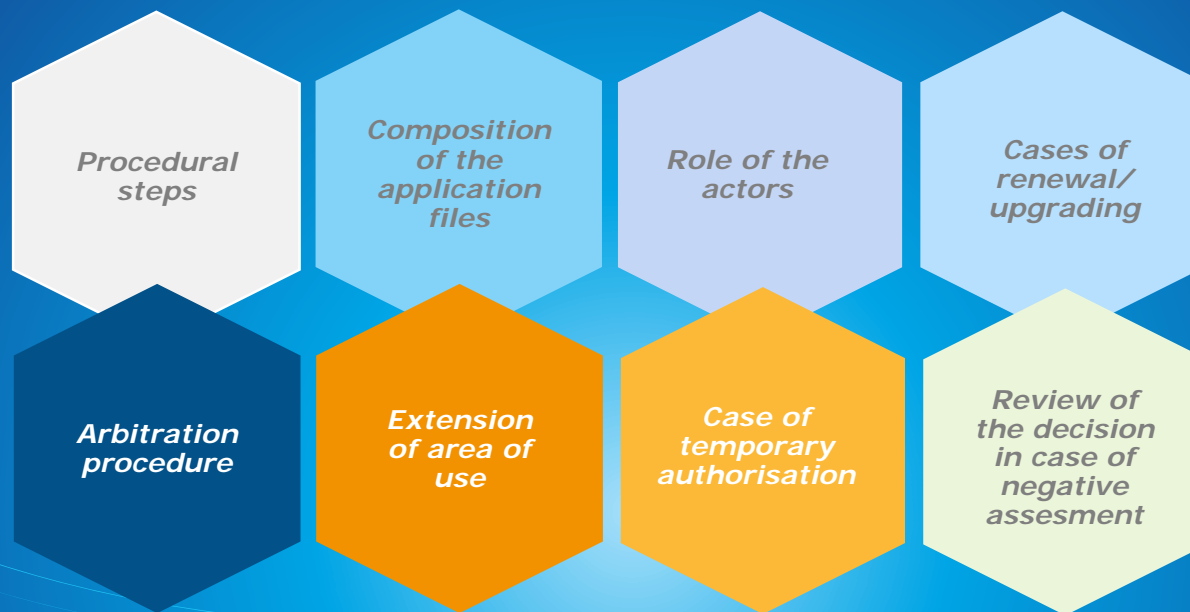 Procedural
steps
Composition
of the
application
files
Role of the
actors
Cases of
renewal/
upgrading
Arbitration
procedure
Extension
of area of
use
Case of
temporary
authorisation
Review of
the decision
in case of
negative
assesment